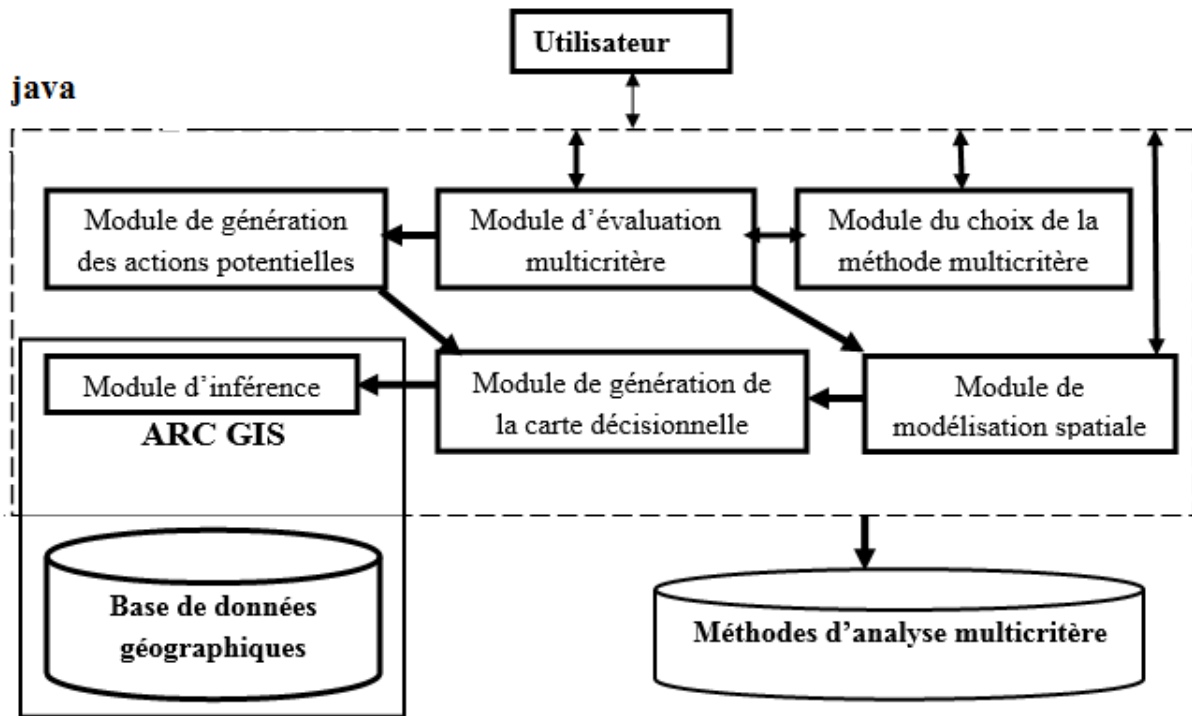 Utilisateur
java
Module de génération
des actions potentielles
Module d’évaluation
multicritère
Module du choix de la
méthode multicritère
Module d’inférence
ARC GIS
Module de génération de
la carte décisionnelle
Module de
modélisation spatiale
Base de données
géographiques
Méthodes d’analyse multicritère